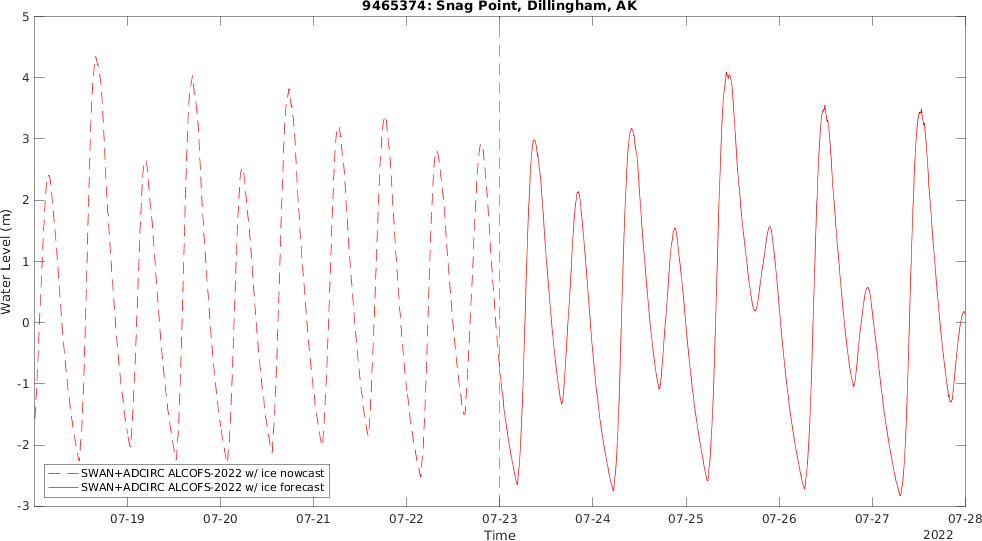 9465374: Snag Point, Dillingham, AK
5
4
3
2
1
0
-1
-2
-3
Water Level (m)
SWAN+ADCIRC ALCOFS-2022 w/ ice nowcast
SWAN+ADCIRC ALCOFS-2022 w/ ice forecast
07-19 07-20 07-21 07-22 07-23 07-24 07-25 07-26 07-27 07-28
Time
2022